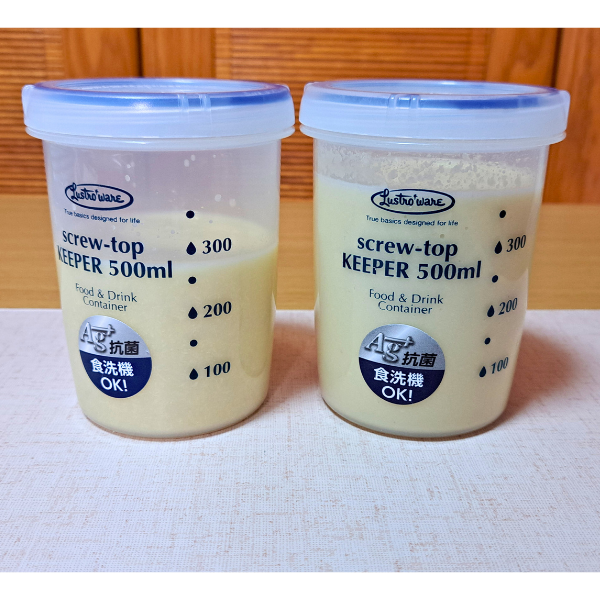 Lustro*ware
True basics designed for life
screw-top
KEEPER 500ml
Food & Drink
Container
300
200
100
Ag+抗菌
食洗機
OK!
Lustro*ware
True basics designed for life
screw-top
KEEPER 500ml
Food & Drink
Container
300
200
100
Ag+抗菌
食洗機
OK!